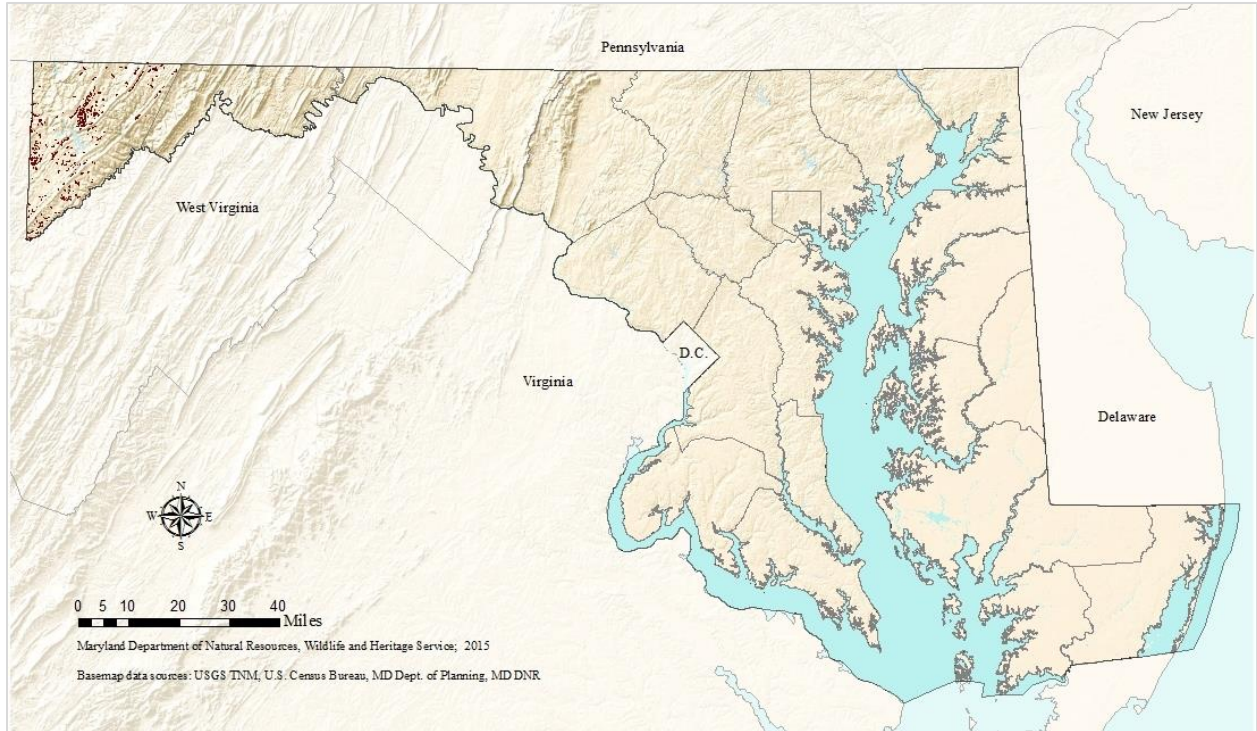 Pennsylvania
New Jersey
West Virginia
D.C.
Virginia
Delaware
N
W E
S
0 5 10 20 30 40
Miles
Maryland Department of Natural Resources, Wildlife and Heritage Service; 2015
Basemap data sources: USGS TNM, U.S. Census Bureau, MD Dept. of Planning, MD DNR